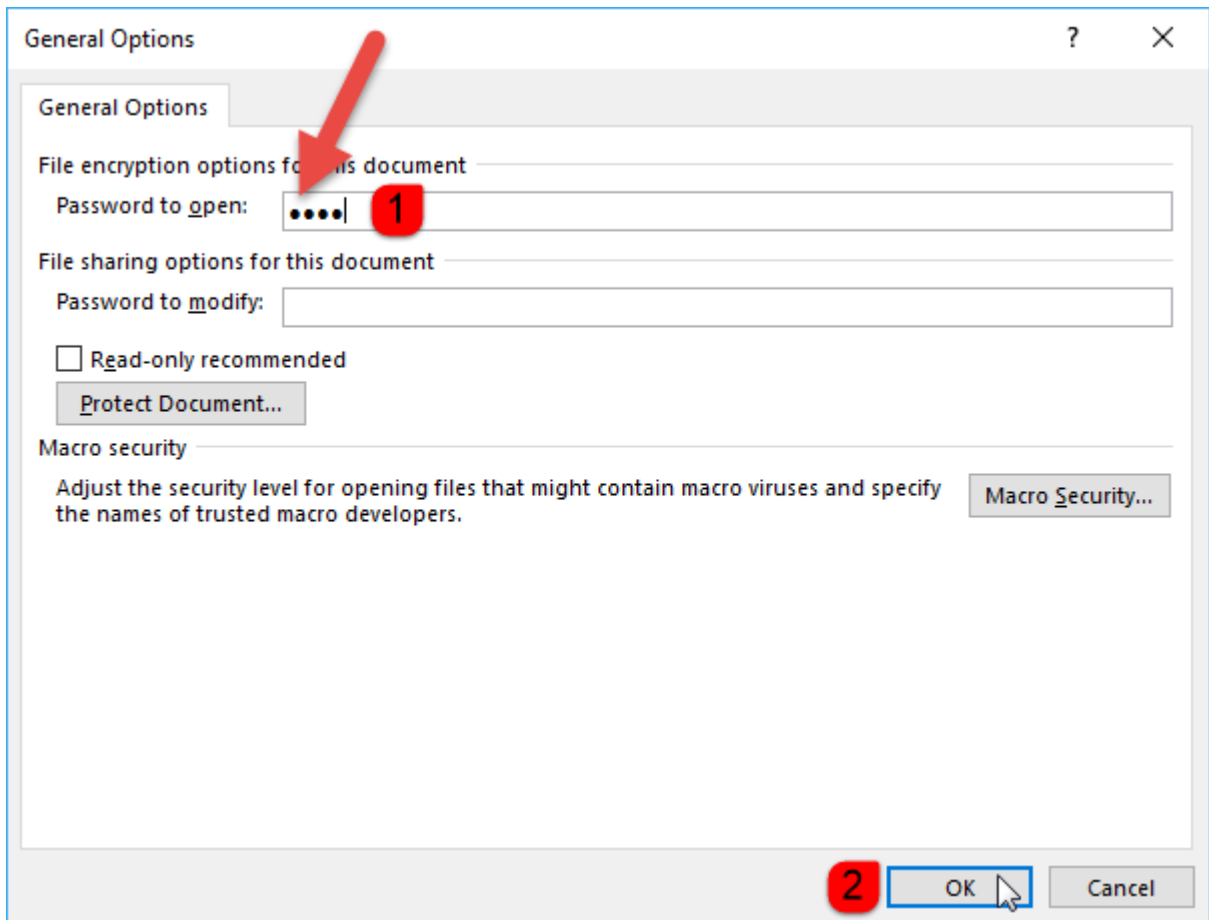 General Options
?
General Options
File encryption options for this document
Password to open: ••••
1
File sharing options for this document
Password to modify:
Read-only recommended
Protect Document...
Macro security
Adjust the security level for opening files that might contain macro viruses and specify
the names of trusted macro developers.
Macro Security...
2
OK
Cancel